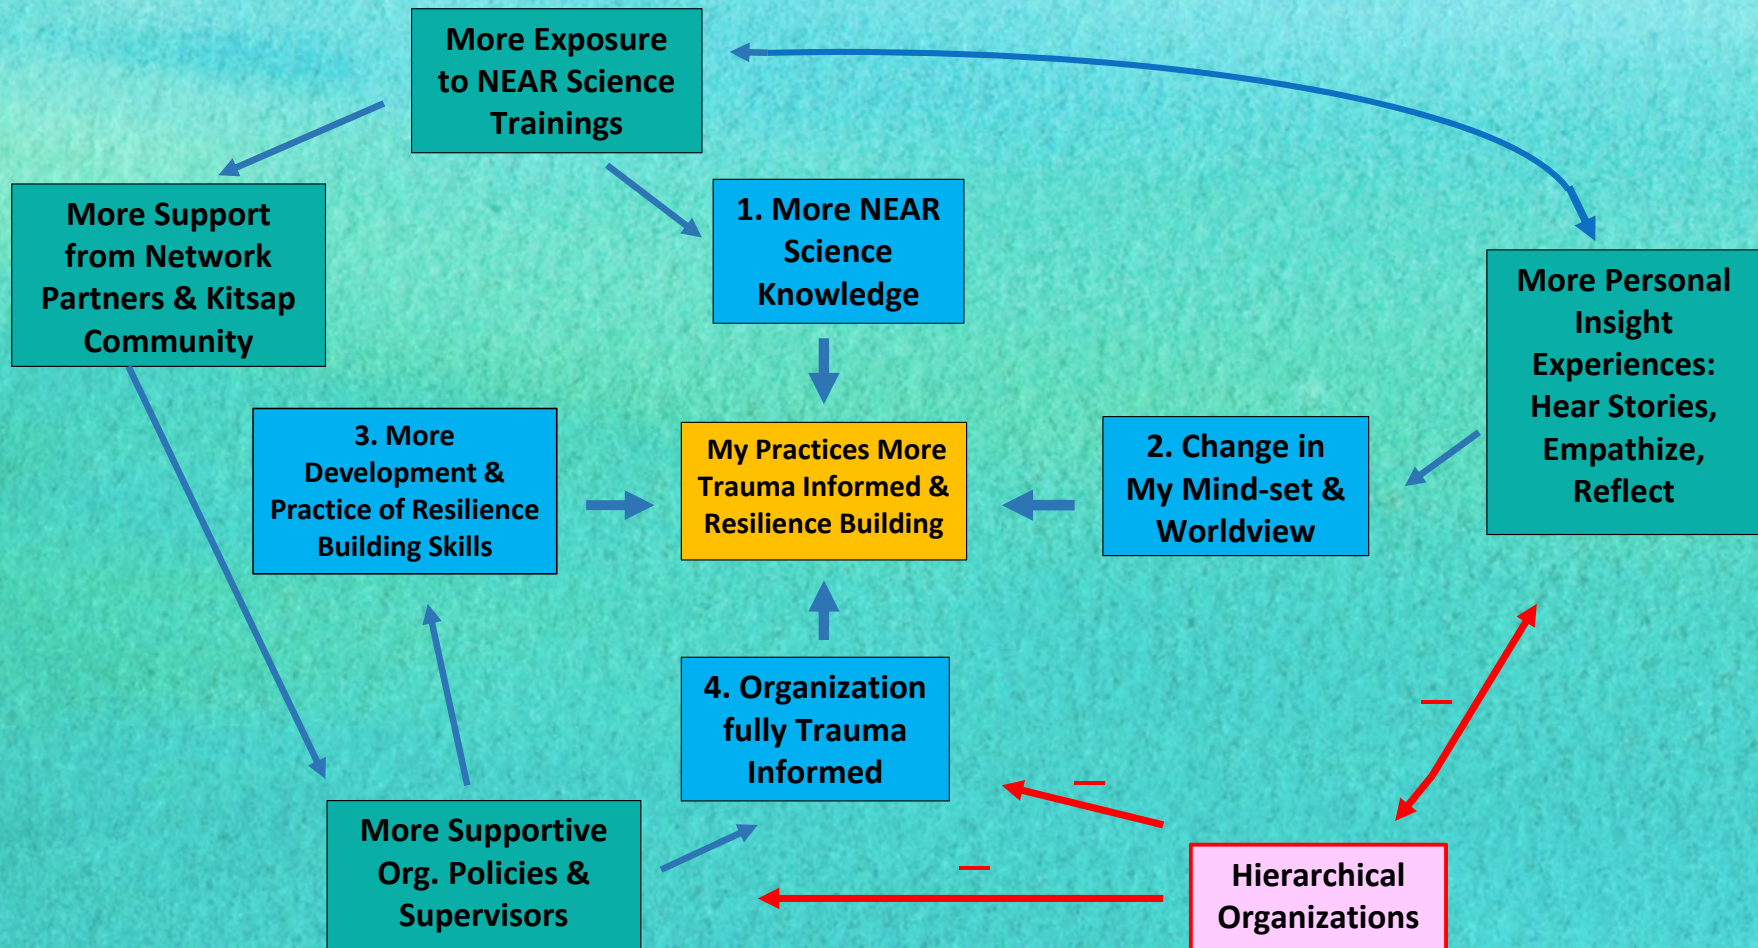 More Exposure
to NEAR Science
Trainings
More Support
from Network
Partners & Kitsap
Community
1. More NEAR
Science
Knowledge
More Personal
Insight
Experiences:
Hear Stories,
Empathize,
Reflect
3. More
Development &
Practice of Resilience
Building Skills
My Practices More
Trauma Informed &
Resilience Building
2. Change in
My Mind-set &
Worldview
4. Organization
fully Trauma
Informed
More Supportive
Org. Policies &
Supervisors
Hierarchical
Organizations